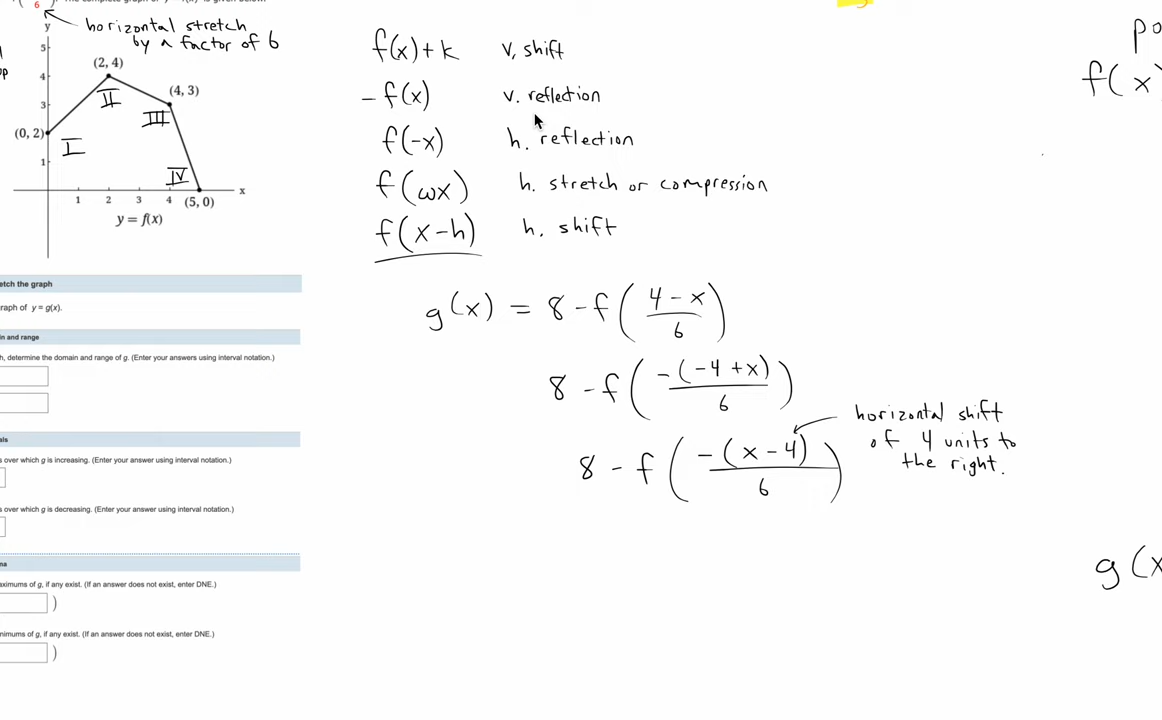 6
horizontal stretch
by a factor of 6
y
5
4
3
1
(2, 4)
(4, 3)
(0, 2)
I
II
III
IV
1 2 3 4 (5, 0)
x
y = f(x)
etch the graph
raph of y = g(x).
in and range
h, determine the domain and range of g. (Enter your answers using interval notation.)
als
s over which g is increasing. (Enter your answer using interval notation.)
s over which g is decreasing. (Enter your answer using interval notation.)
ma
aximums of g, if any exist. (If an answer does not exist, enter DNE.)
)
nimums of g, if any exist. (If an answer does not exist, enter DNE.)
)
f(x)+k v, shift
-f(x) v. reflection
f(-x) h. reflection
f(ωx) h. stretch or compression
f(x-h) h. shift
g(x) = 8 - f((4 - x)/6)
8 - f(-(-4 + x)/6)
8 - f(-(x - 4)/6)
horizontal shift
of 4 units to
the right.
po
f(x)
g(x